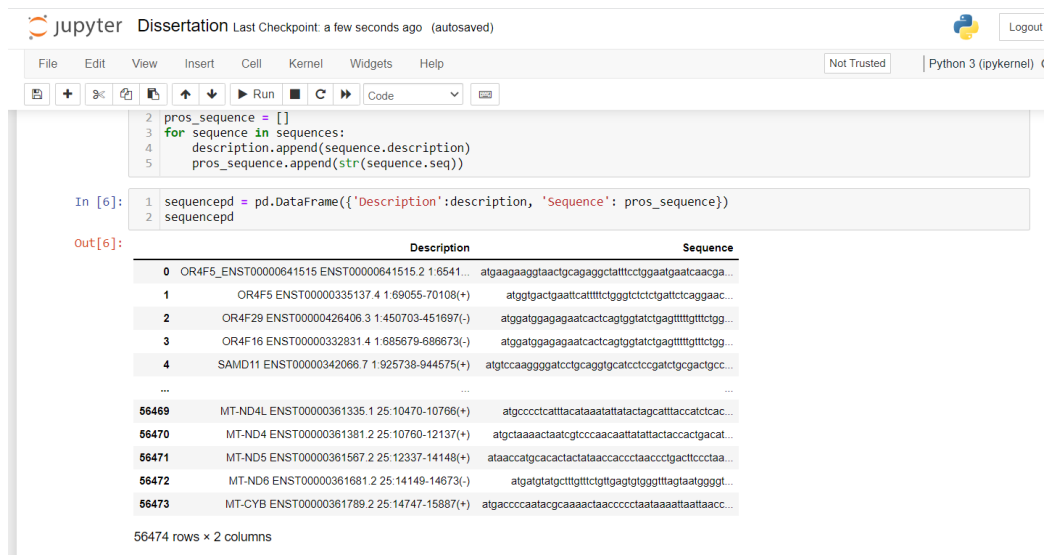 jupyter Dissertation Last Checkpoint: a few seconds ago (autosaved) Logout
File Edit View Insert Cell Kernel Widgets Help Not Trusted Python 3 (ipykernel)
Run Code
2 pros_sequence = []
3 for sequence in sequences:
4 description.append(sequence.description)
5 pros_sequence.append(str(sequence.seq))
In [6]: 1 sequencepd = pd.DataFrame({'Description':description, 'Sequence': pros_sequence})
2 sequencepd
Out[6]:
Description Sequence
0 OR4F5_ENST00000641515 ENST00000641515.2 1:6541... atgaagaaggtaactgcagaggctatttcctggaatgaatcaacga...
1 OR4F5 ENST00000335137.4 1:69055-70108(+) atggtgactgaattcatttttctgggtctctctgattctcaggaac...
2 OR4F29 ENST00000426406.3 1:450703-451697(-) atggatggagagaatcactcagtggtatctgagtttttgtttctgg...
3 OR4F16 ENST00000332831.4 1:685679-686673(-) atggatggagagaatcactcagtggtatctgagtttttgtttctgg...
4 SAMD11 ENST00000342066.7 1:925738-944575(+) atgtccaaggggatcctgcaggtgcatcctccgatctgcgactgcc...
... ... ...
56469 MT-ND4L ENST00000361335.1 25:10470-10766(+) atgcccctcatttacataaatattatactagcatttaccatctcac...
56470 MT-ND4 ENST00000361381.2 25:10760-12137(+) atgctaaaactaatcgtcccaacaattatattactaccactgacat...
56471 MT-ND5 ENST00000361567.2 25:12337-14148(+) ataaccatgcacactactataaccaccctaaccctgacttccctaa...
56472 MT-ND6 ENST00000361681.2 25:14149-14673(-) atgatgtatgctttgtttctgttgagtgtgggtttagtaatggggt...
56473 MT-CYB ENST00000361789.2 25:14747-15887(+) atgaccccaatacgcaaaactaaccccctaataaaattaattaacc...
56474 rows × 2 columns